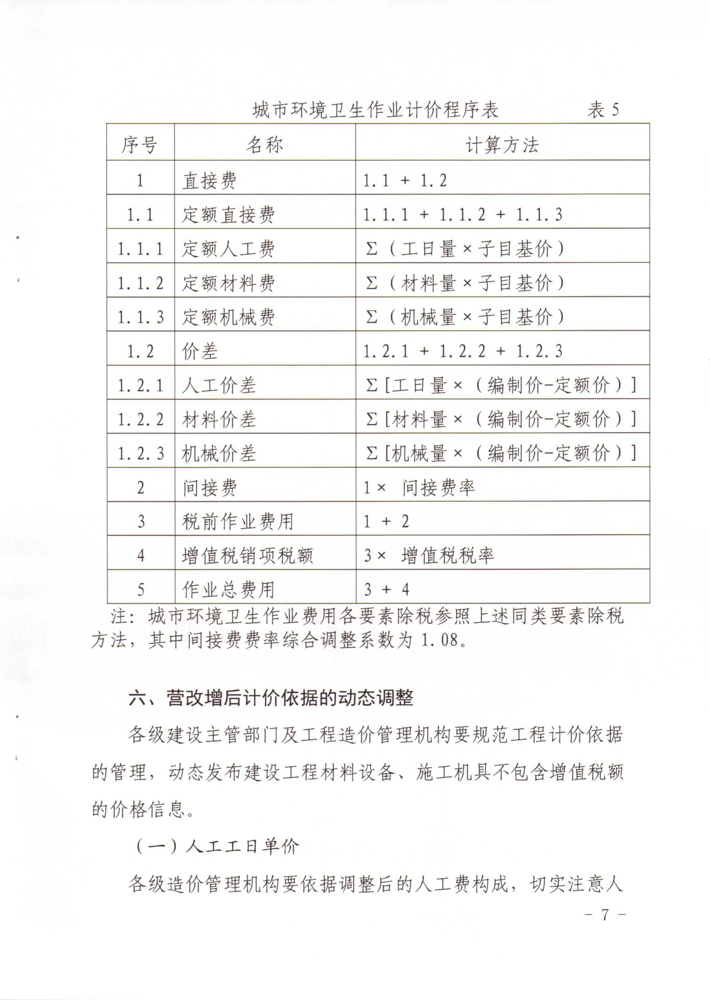 城市环境卫生作业计价程序表 表 5
序号 名称 计算方法
1 直接费 1.1 + 1.2
1.1 定额直接费 1.1.1 + 1.1.2 + 1.1.3
1.1.1 定额人工费 Σ（工日量×子目基价）
1.1.2 定额材料费 Σ（材料量×子目基价）
1.1.3 定额机械费 Σ（机械量×子目基价）
1.2 价差 1.2.1 + 1.2.2 + 1.2.3
1.2.1 人工价差 Σ[工日量×（编制价-定额价）]
1.2.2 材料价差 Σ[材料量×（编制价-定额价）]
1.2.3 机械价差 Σ[机械量×（编制价-定额价）]
2 间接费 1× 间接费率
3 税前作业费用 1 + 2
4 增值税销项税额 3× 增值税税率
5 作业总费用 3 + 4
注：城市环境卫生作业费用各要素除税参照上述同类要素除税
方法，其中间接费费率综合调整系数为 1.08。
六、营改增后计价依据的动态调整
各级建设主管部门及工程造价管理机构要规范工程计价依据
的管理，动态发布建设工程材料设备、施工机具不包含增值税额
的价格信息。
（一）人工工日单价
各级造价管理机构要依据调整后的人工费构成，切实注意人
- 7 -